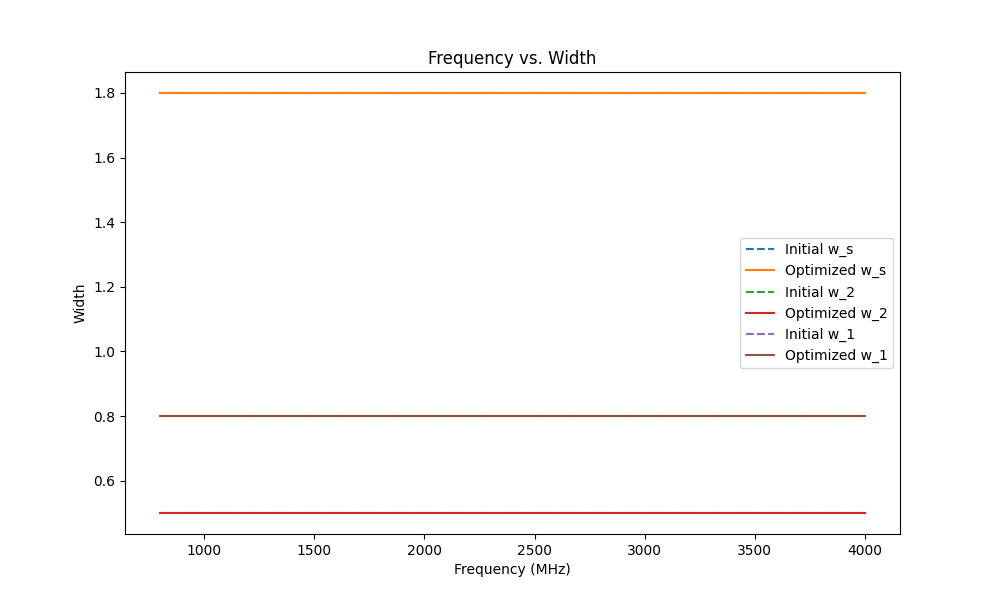 Frequency vs. Width
1.8
1.6
1.4
1.2
1.0
0.8
0.6
Width
Initial w_s
Optimized w_s
Initial w_2
Optimized w_2
Initial w_1
Optimized w_1
1000 1500 2000 2500 3000 3500 4000
Frequency (MHz)